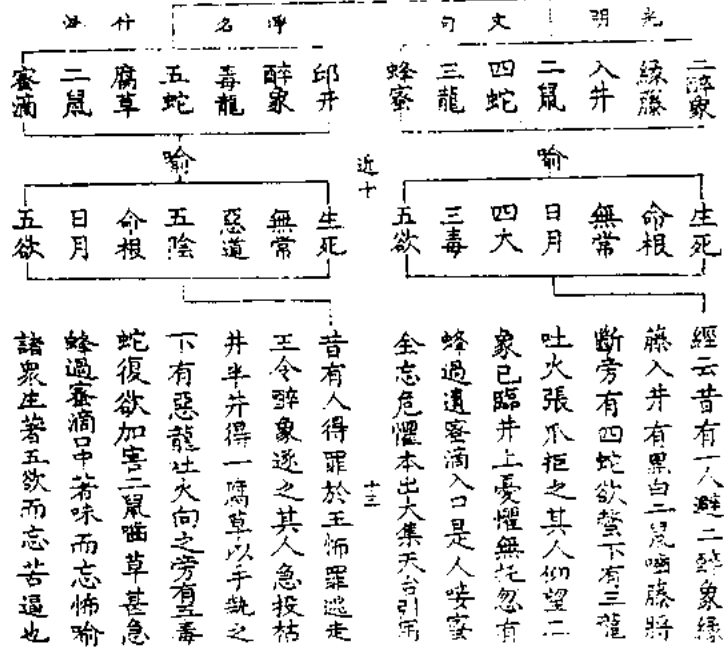 光明文句
二醉象
緣藤
入井
二鼠
四蛇
三龍
蜂蜜
喻
生死
命根
無常
日月
四大
三毒
五欲
經云昔有一人避二醉象緣
藤入井有黑白二鼠嚙藤將
斷旁有四蛇欲螫下有三龍
吐火張爪拒之其人仰望二
象已臨井上憂懼無托忽有
蜂過遺蜜滴入口是人唼蜜
全忘危懼本出大集天台引
近十
十三
淨名什
邱井
醉象
毒龍
五蛇
腐草
二鼠
蜜滴
喻
生死
無常
惡道
五陰
命根
日月
五欲
昔有人得罪於王怖罪逃走
王令醉象逐之其人急投枯
井半井得一腐草以手執之
下有惡龍吐火向之旁有五毒
蛇復欲加害二鼠嚙草甚急
蜂過蜜滴口中著味而忘怖喻
諸衆生著五欲而忘苦逼也